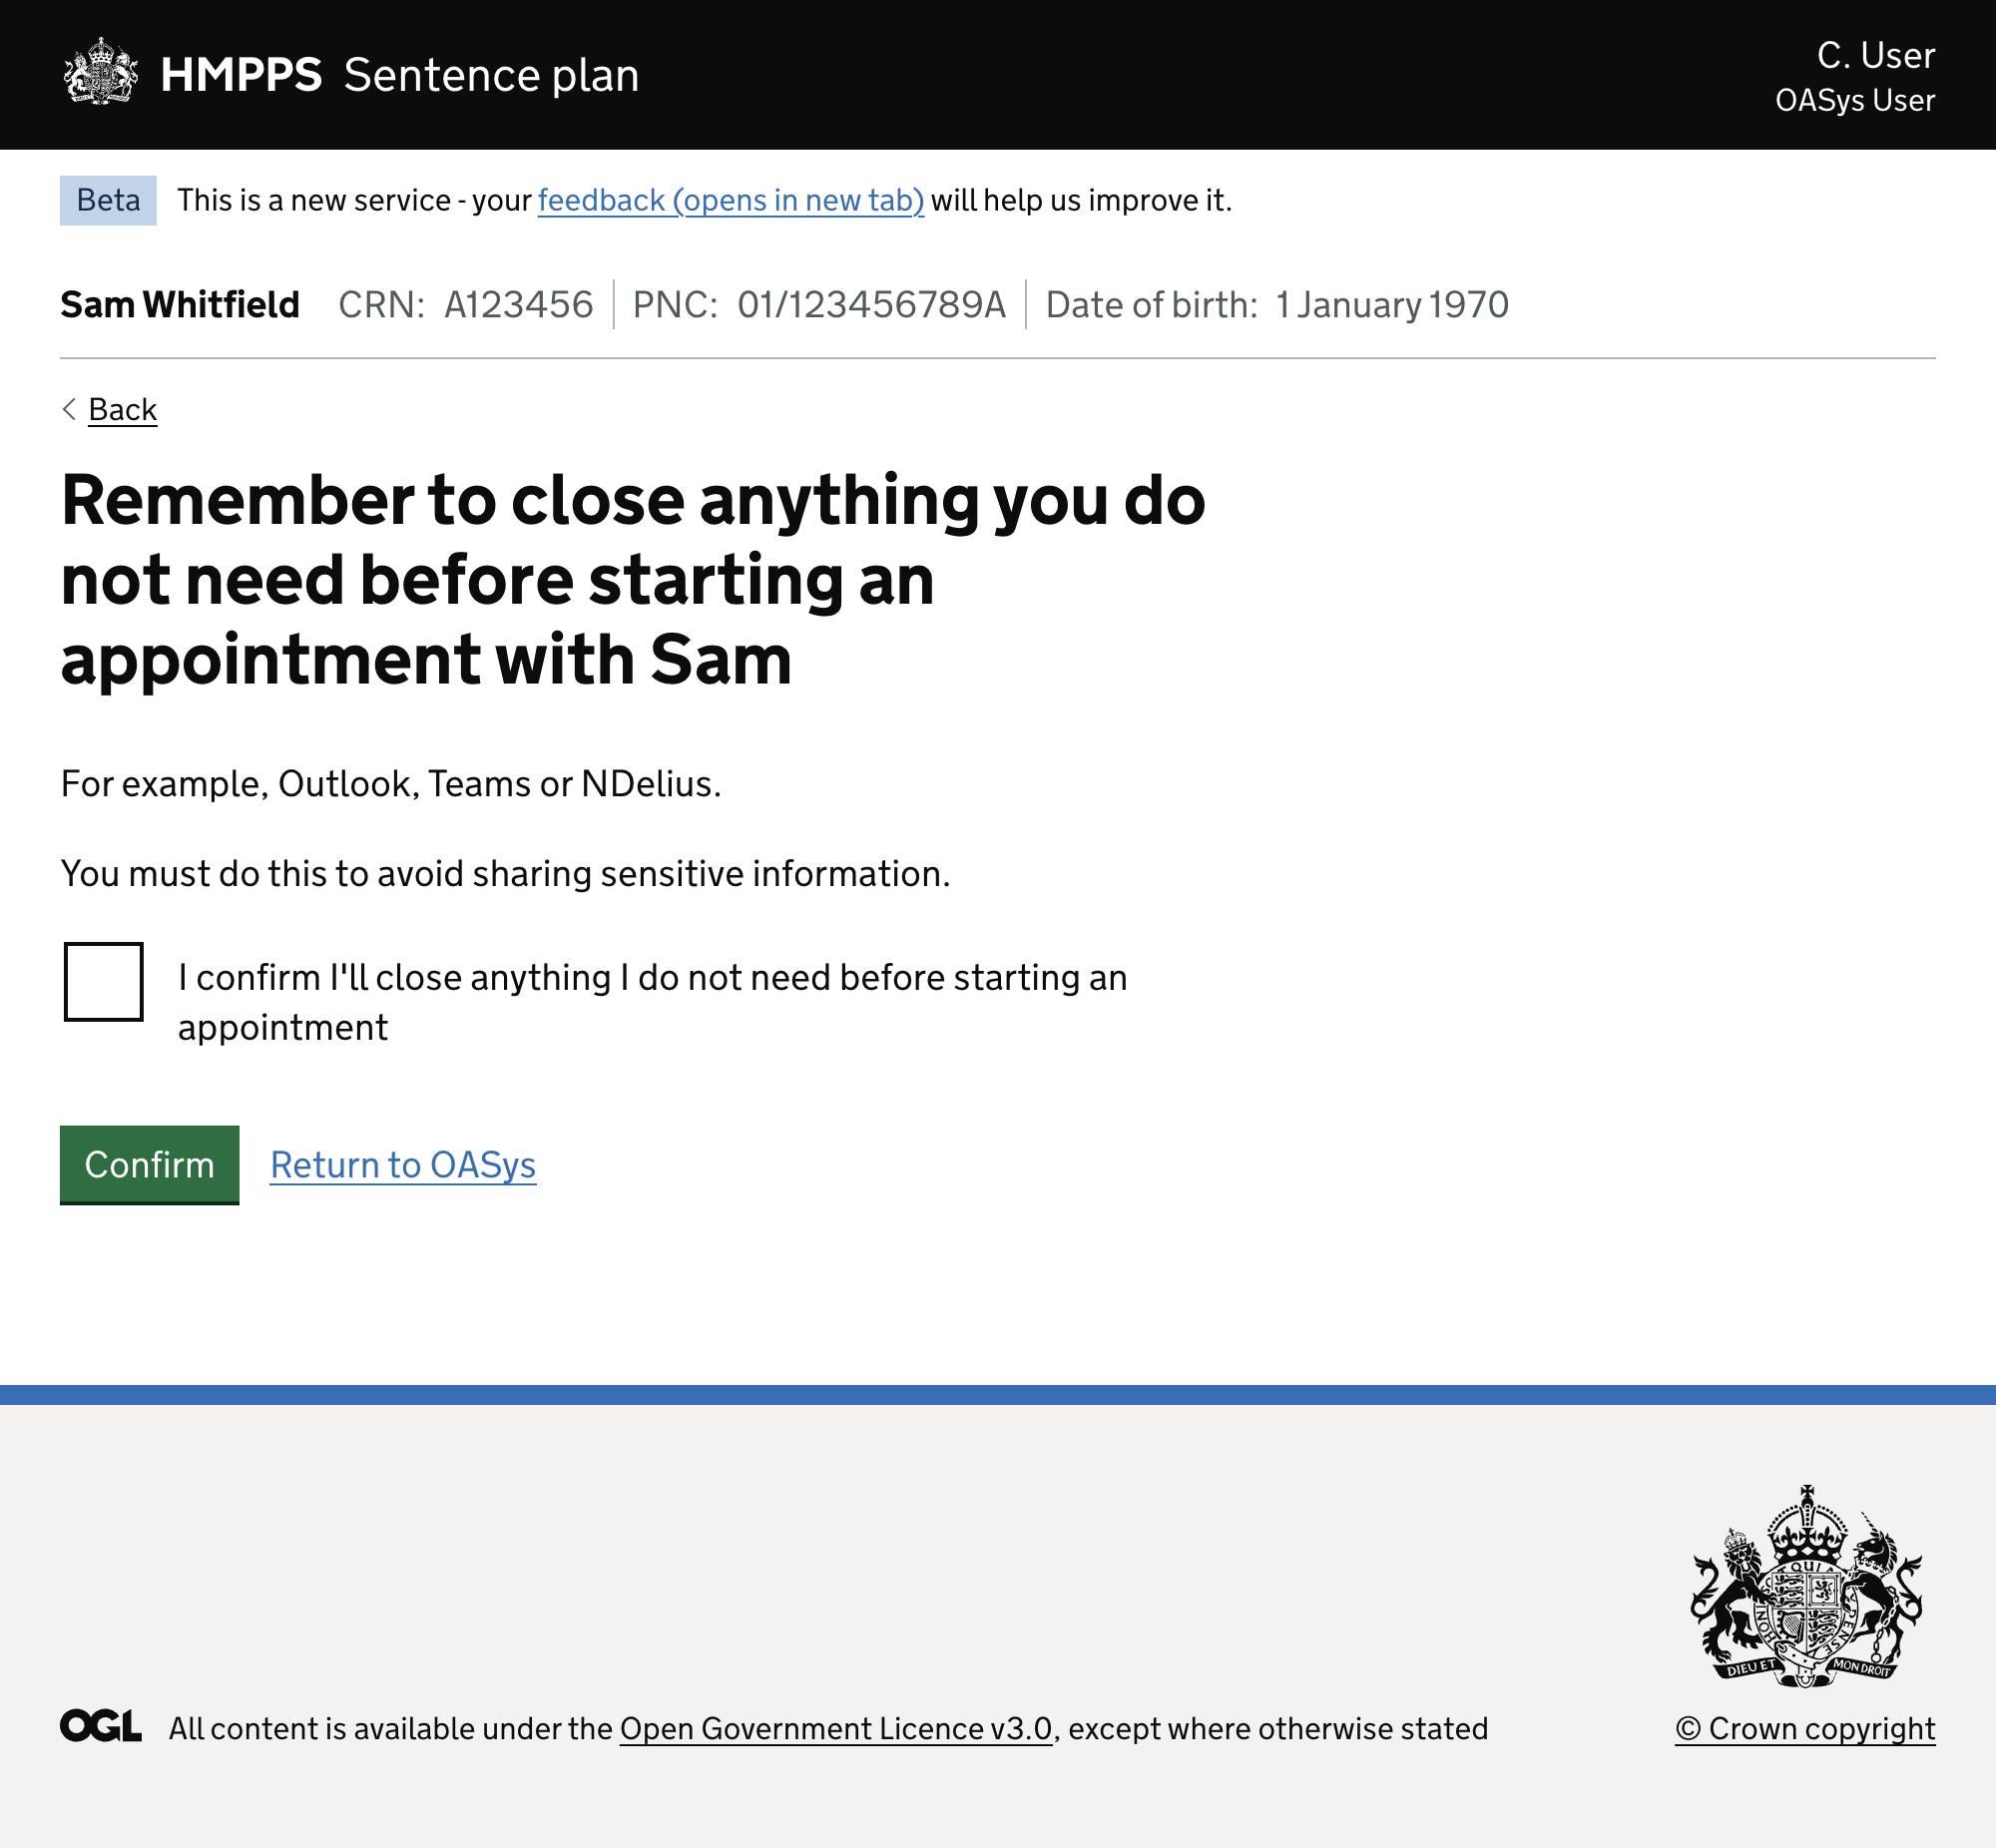 HMPPS Sentence plan
C. User
OASys User
Beta This is a new service - your feedback (opens in new tab) will help us improve it.
Sam Whitfield CRN: A123456 PNC: 01/123456789A Date of birth: 1 January 1970
Back
Remember to close anything you do
not need before starting an
appointment with Sam
For example, Outlook, Teams or NDelius.
You must do this to avoid sharing sensitive information.
I confirm I'll close anything I do not need before starting an
appointment
Confirm Return to OASys
DIEU ET MON DROIT
OGL All content is available under the Open Government Licence v3.0, except where otherwise stated
© Crown copyright